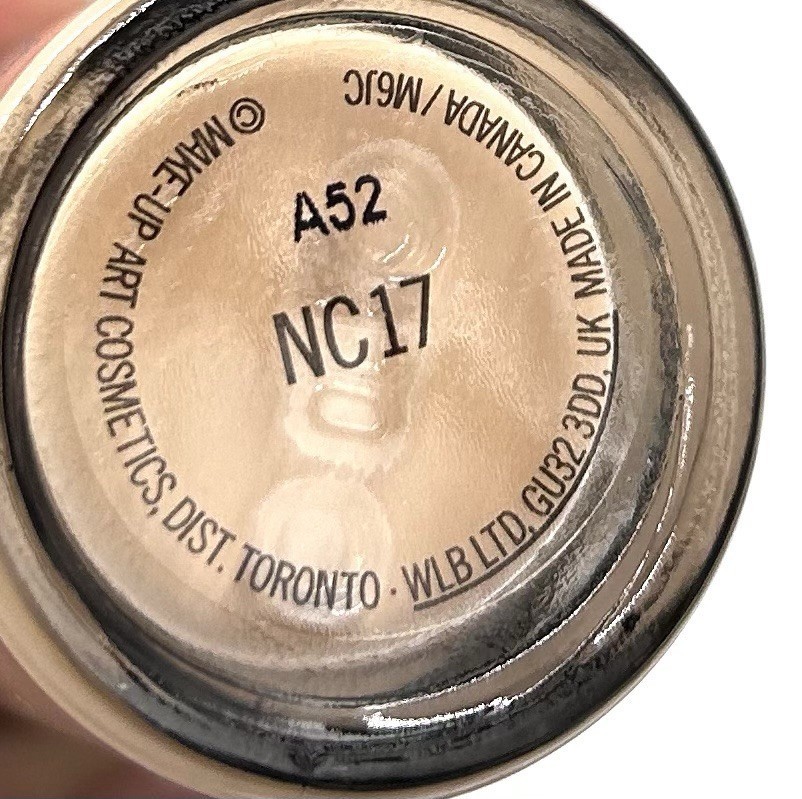 © MAKE-UP ART COSMETICS, DIST. TORONTO · WLB LTD, GU32 3DD, UK MADE IN CANADA / M6JC
A52
NC17